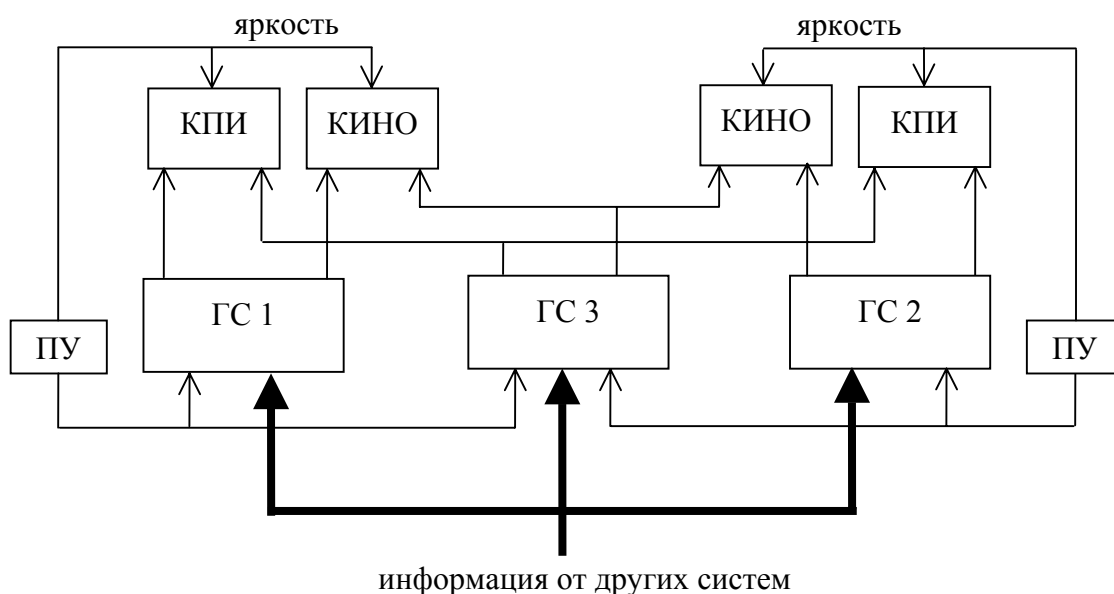 яркость
яркость
КПИ
КИНО
КИНО
КПИ
ГС 1
ГС 3
ГС 2
ПУ
ПУ
информация от других систем